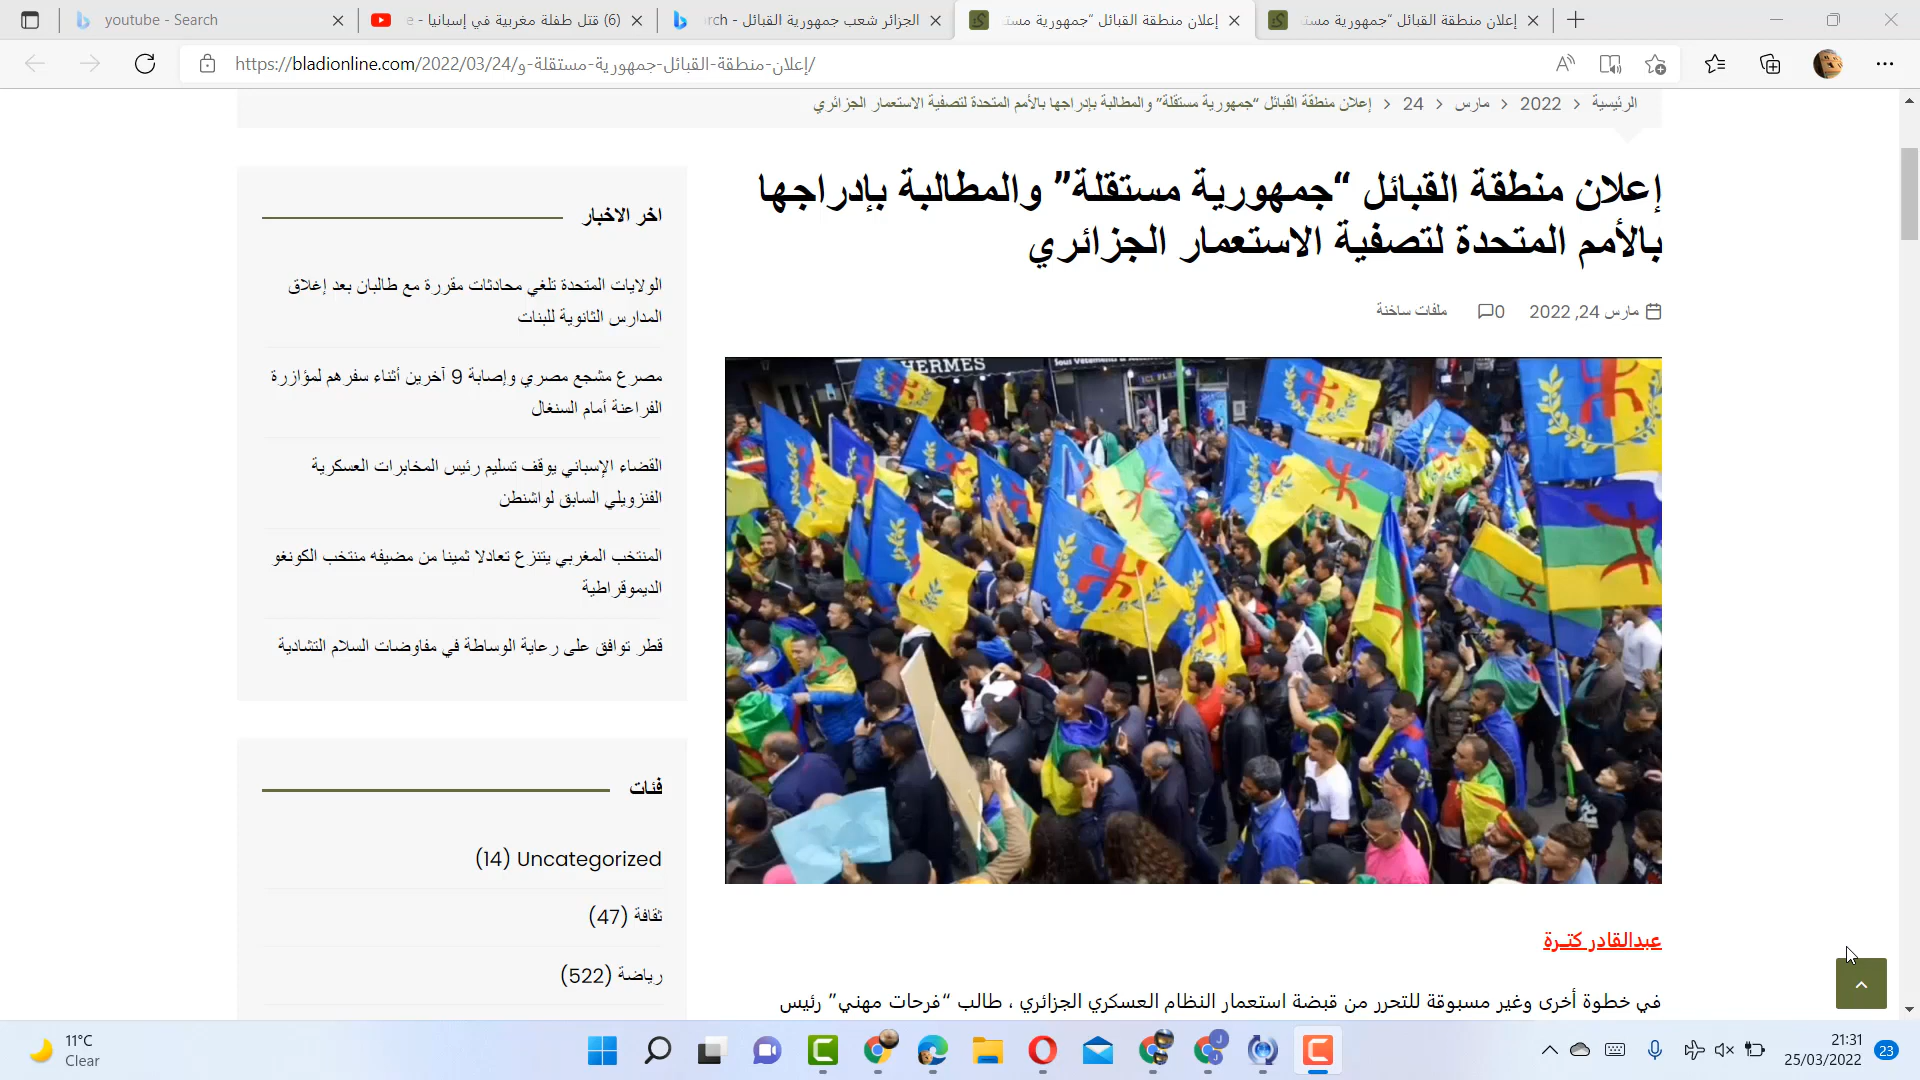 youtube - Search
(6) قتل طفلة مغربية في إسبانيا - e
الجزائر شعب جمهورية القبائل - rch
إعلان منطقة القبائل "جمهورية مست
إعلان منطقة القبائل "جمهورية مست
https://bladionline.com/2022/03/24/إعلان-منطقة-القبائل-جمهورية-مستقلة-و/
الرئيسية > 2022 > مارس > 24 > إعلان منطقة القبائل "جمهورية مستقلة" والمطالبة بإدراجها بالأمم المتحدة لتصفية الاستعمار الجزائري
إعلان منطقة القبائل “جمهورية مستقلة” والمطالبة بإدراجها
بالأمم المتحدة لتصفية الاستعمار الجزائري
مارس 24, 2022 0 ملفات ساخنة
HERMES
ICI PLUS
عبدالقادر كتـرة
في خطوة أخرى وغير مسبوقة للتحرر من قبضة استعمار النظام العسكري الجزائري ، طالب “فرحات مهني” رئيس
اخر الاخبار
الولايات المتحدة تلغي محادثات مقررة مع طالبان بعد إغلاق
المدارس الثانوية للبنات
مصرع مشجع مصري وإصابة 9 آخرين أثناء سفرهم لمؤازرة
الفراعنة أمام السنغال
القضاء الإسباني يوقف تسليم رئيس المخابرات العسكرية
الفنزويلي السابق لواشنطن
المنتخب المغربي ينتزع تعادلا ثمينا من مضيفه منتخب الكونغو
الديموقراطية
قطر توافق على رعاية الوساطة في مفاوضات السلام التشادية
فئات
Uncategorized (14)
ثقافة (47)
رياضة (522)
11°C
Clear
21:31
25/03/2022
23